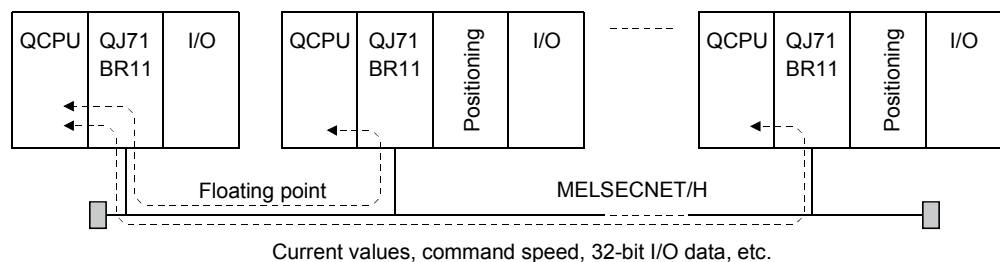 QCPU QJ71 I/O QCPU QJ71 Positioning I/O QCPU QJ71 Positioning I/O
BR11 BR11 BR11
Floating point MELSECNET/H
Current values, command speed, 32-bit I/O data, etc.